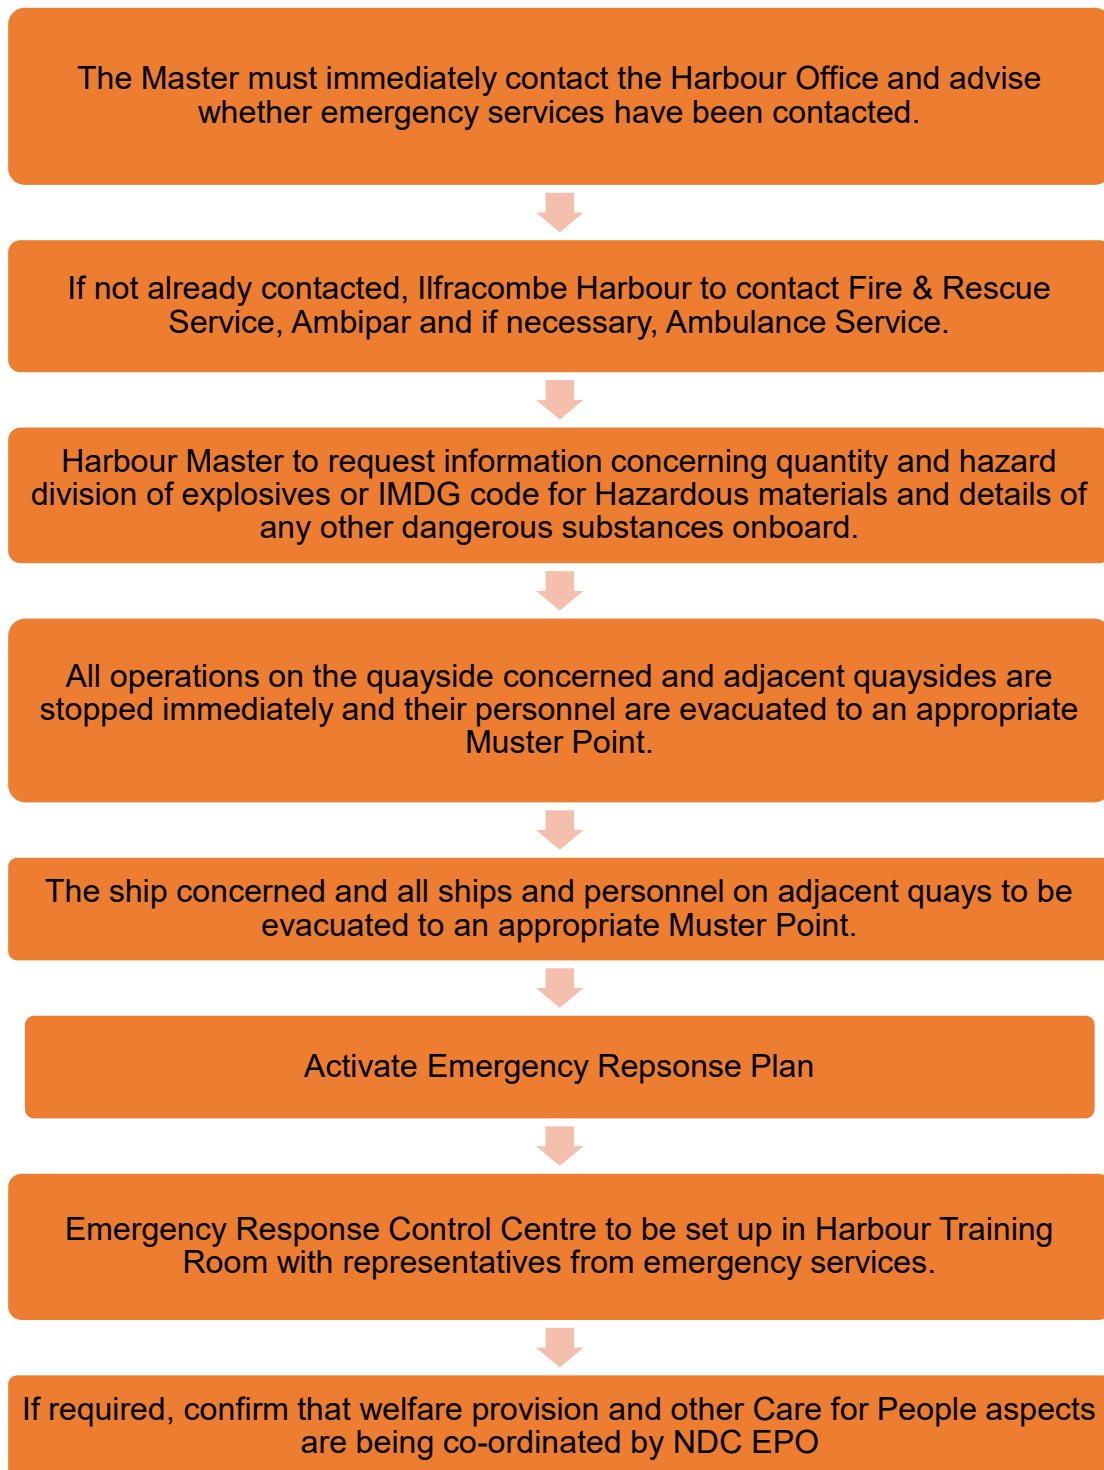 The Master must immediately contact the Harbour Office and advise
whether emergency services have been contacted.
If not already contacted, Ilfracombe Harbour to contact Fire & Rescue
Service, Ambipar and if necessary, Ambulance Service.
Harbour Master to request information concerning quantity and hazard
division of explosives or IMDG code for Hazardous materials and details of
any other dangerous substances onboard.
All operations on the quayside concerned and adjacent quaysides are
stopped immediately and their personnel are evacuated to an appropriate
Muster Point.
The ship concerned and all ships and personnel on adjacent quays to be
evacuated to an appropriate Muster Point.
Activate Emergency Repsonse Plan
Emergency Response Control Centre to be set up in Harbour Training
Room with representatives from emergency services.
If required, confirm that welfare provision and other Care for People aspects
are being co-ordinated by NDC EPO